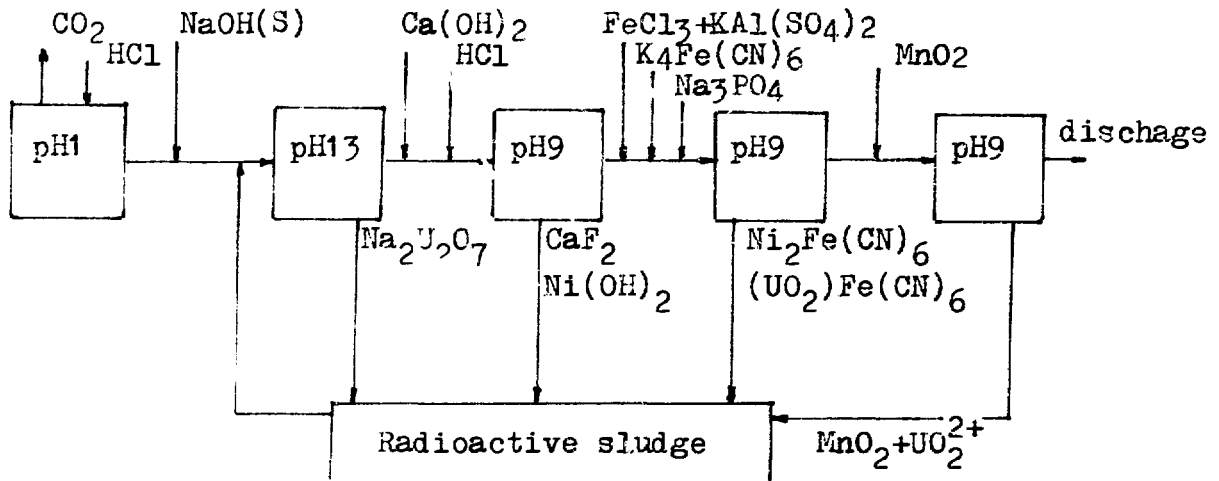 CO2 NaOH(S) Ca(OH)2 FeCl3+KAl(SO4)2
HCl HCl K4Fe(CN)6 MnO2
Na3PO4
pH1 pH13 pH9 pH9 pH9 dischage
Na2U2O7 CaF2 Ni2Fe(CN)6
Ni(OH)2 (UO2)Fe(CN)6
Radioactive sludge MnO2+UO2 2+